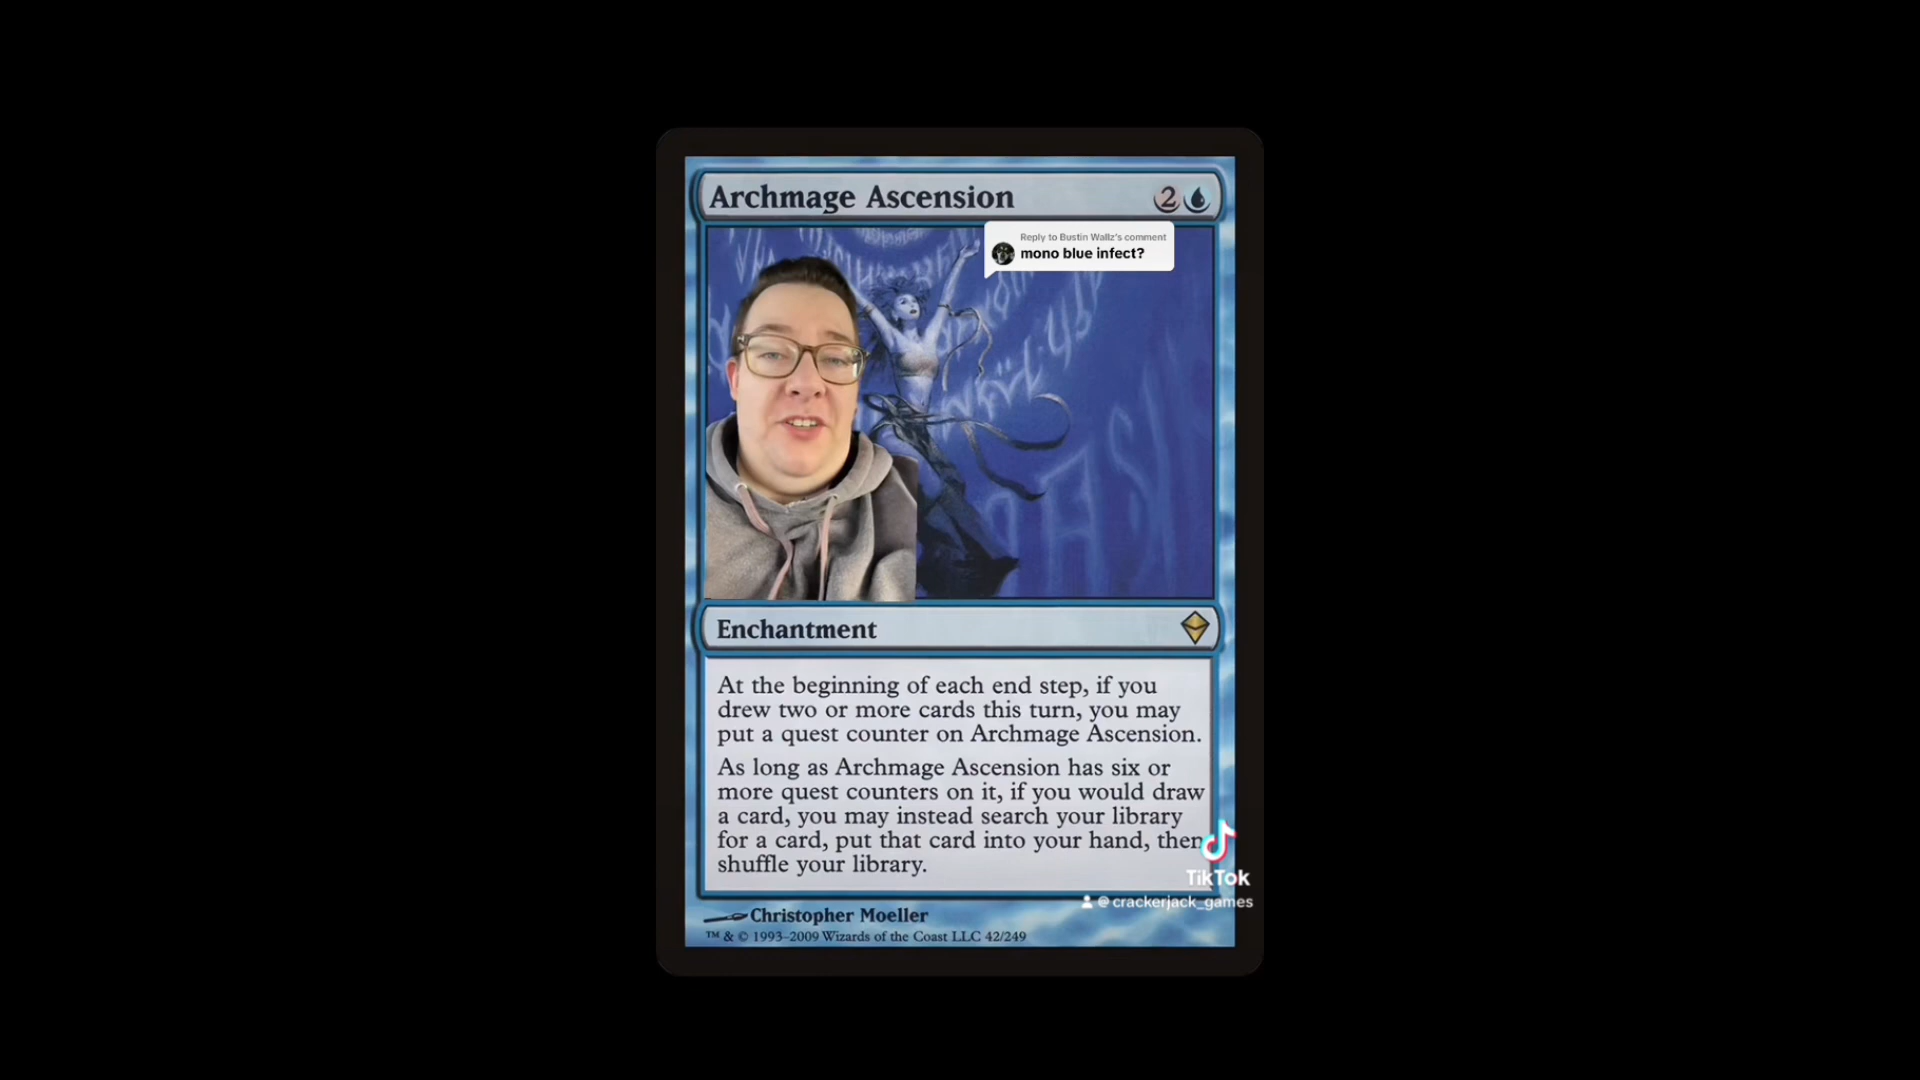 Archmage Ascension 2
Reply to Bustin Wallz's comment
mono blue infect?
Enchantment
At the beginning of each end step, if you
drew two or more cards this turn, you may
put a quest counter on Archmage Ascension.
As long as Archmage Ascension has six or
more quest counters on it, if you would draw
a card, you may instead search your library
for a card, put that card into your hand, then
shuffle your library.
TikTok
@crackerjack_games
Christopher Moeller
™ & © 1993–2009 Wizards of the Coast LLC 42/249